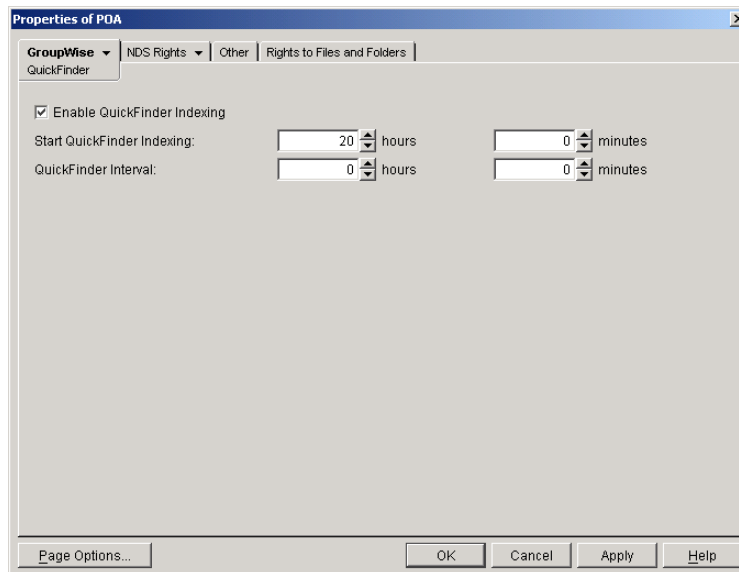 Properties of POA
GroupWise NDS Rights Other Rights to Files and Folders
QuickFinder
Enable QuickFinder Indexing
Start QuickFinder Indexing: 20 hours 0 minutes
QuickFinder Interval: 0 hours 0 minutes
Page Options... OK Cancel Apply Help